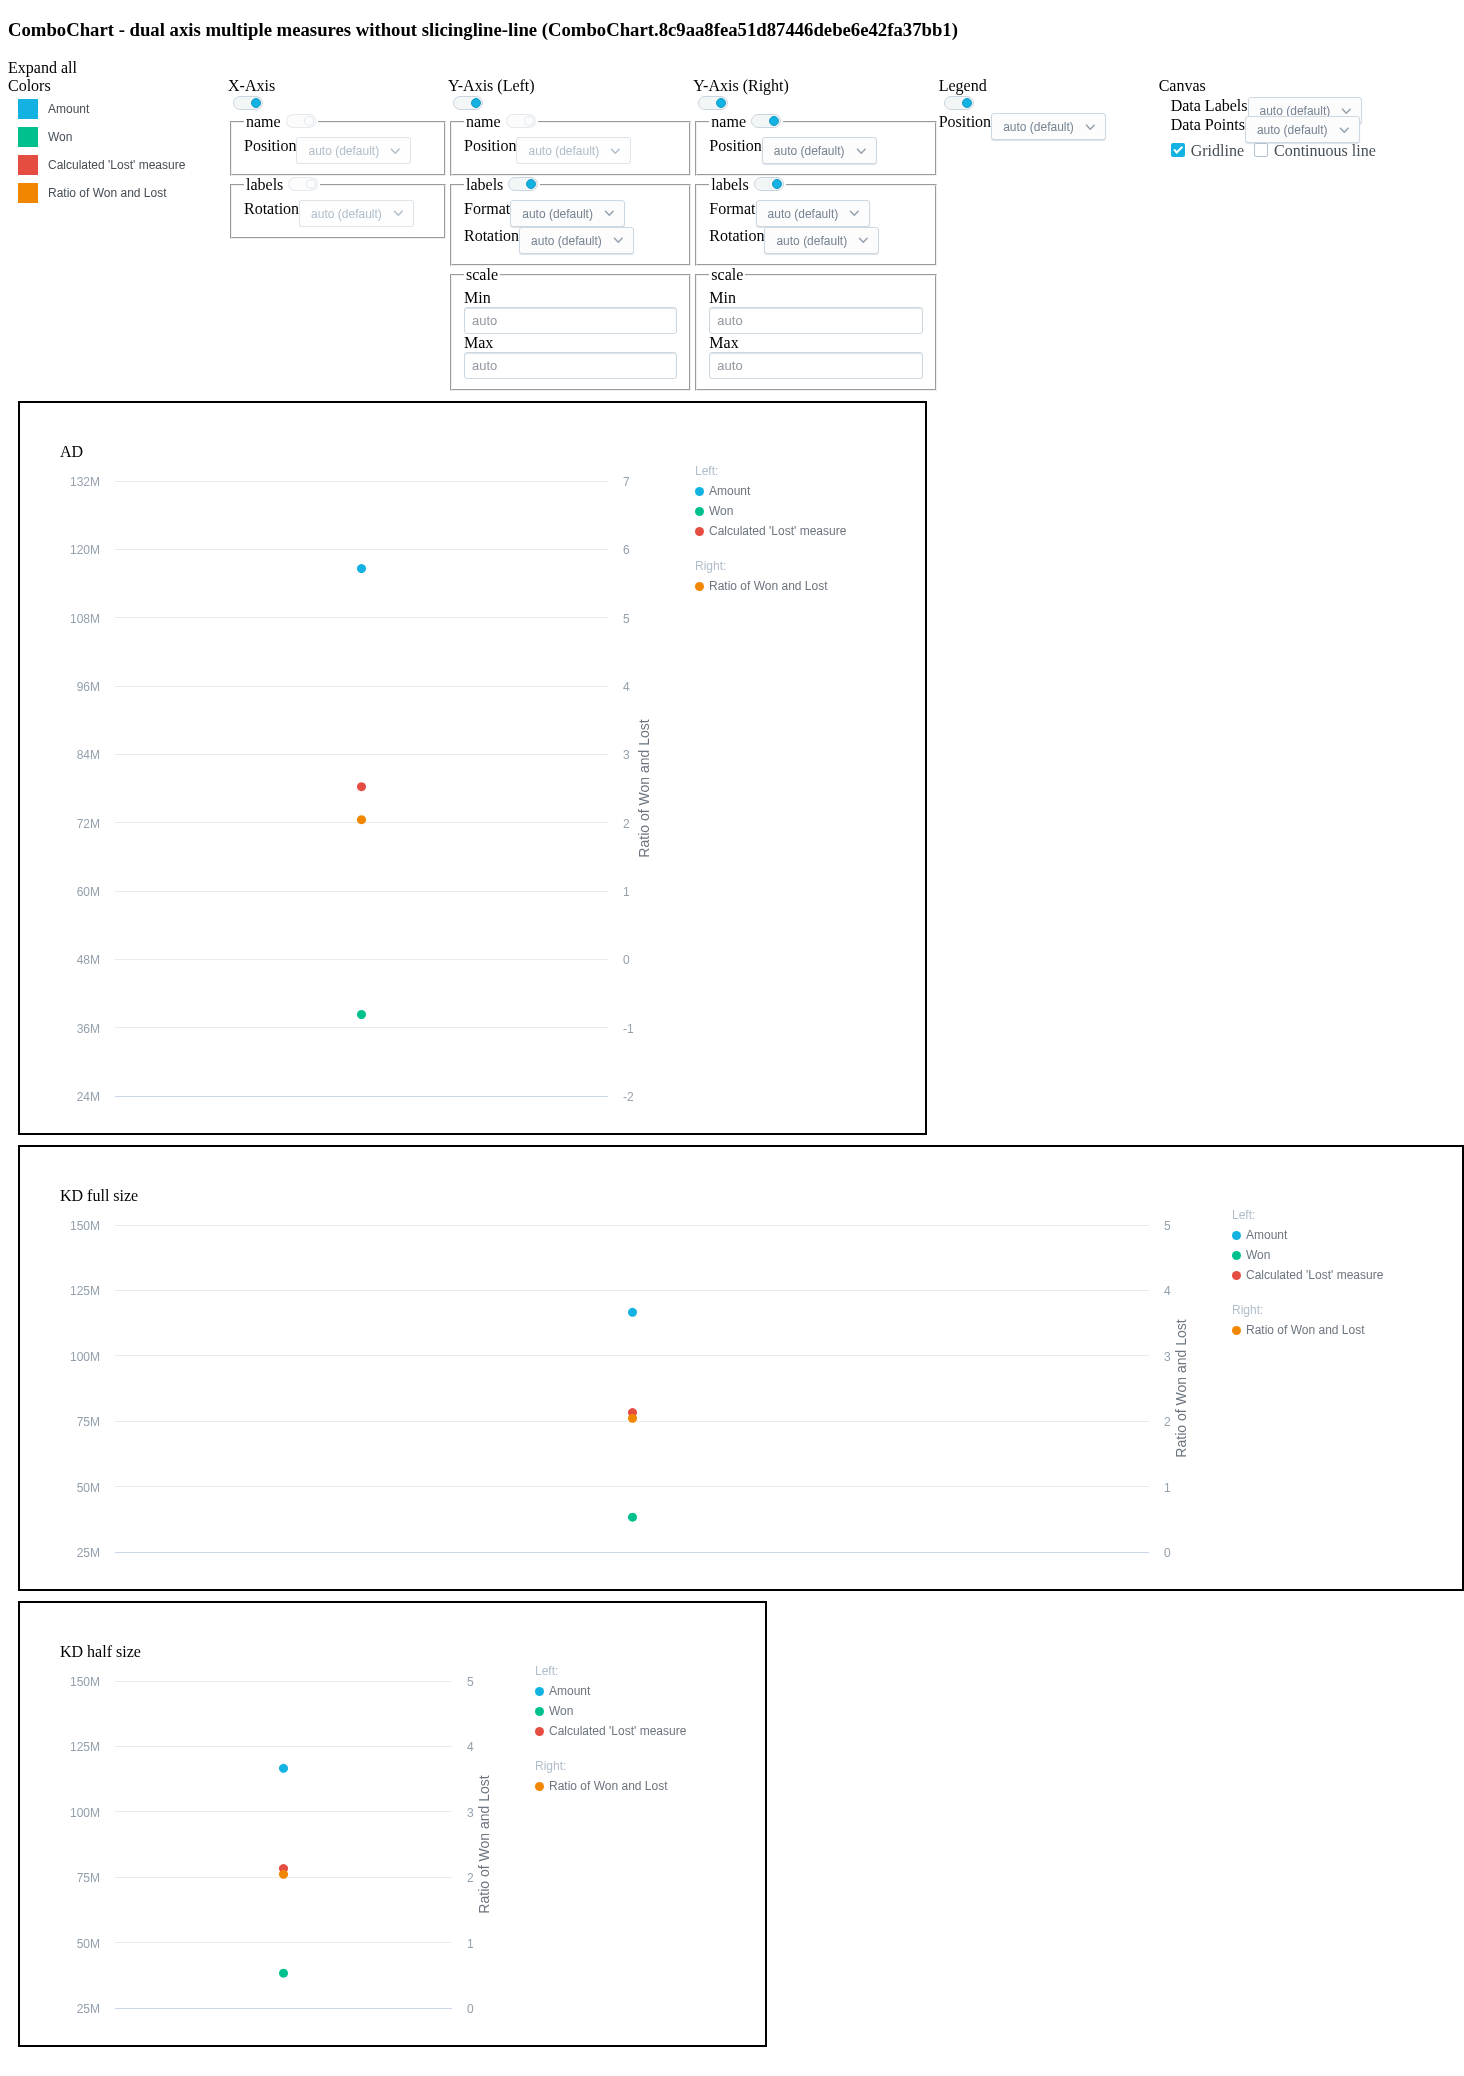 ComboChart - dual axis multiple measures without slicingline-line (ComboChart.8c9aa8fea51d87446debe6e42fa37bb1)
Expand all
Colors
Amount
Won
Calculated 'Lost' measure
Ratio of Won and Lost
X-Axis
name
Position auto (default)
labels
Rotation auto (default)
Y-Axis (Left)
name
Position auto (default)
labels
Format auto (default)
Rotation auto (default)
scale
Min
auto
Max
auto
Y-Axis (Right)
name
Position auto (default)
labels
Format auto (default)
Rotation auto (default)
scale
Min
auto
Max
auto
Legend
Position auto (default)
Canvas
Data Labels auto (default)
Data Points auto (default)
Gridline Continuous line
AD
132M
120M
108M
96M
84M
72M
60M
48M
36M
24M
7
6
5
4
3
2
1
0
-1
-2
Ratio of Won and Lost
Left:
Amount
Won
Calculated 'Lost' measure
Right:
Ratio of Won and Lost
KD full size
150M
125M
100M
75M
50M
25M
5
4
3
2
1
0
Ratio of Won and Lost
Left:
Amount
Won
Calculated 'Lost' measure
Right:
Ratio of Won and Lost
KD half size
150M
125M
100M
75M
50M
25M
5
4
3
2
1
0
Ratio of Won and Lost
Left:
Amount
Won
Calculated 'Lost' measure
Right:
Ratio of Won and Lost